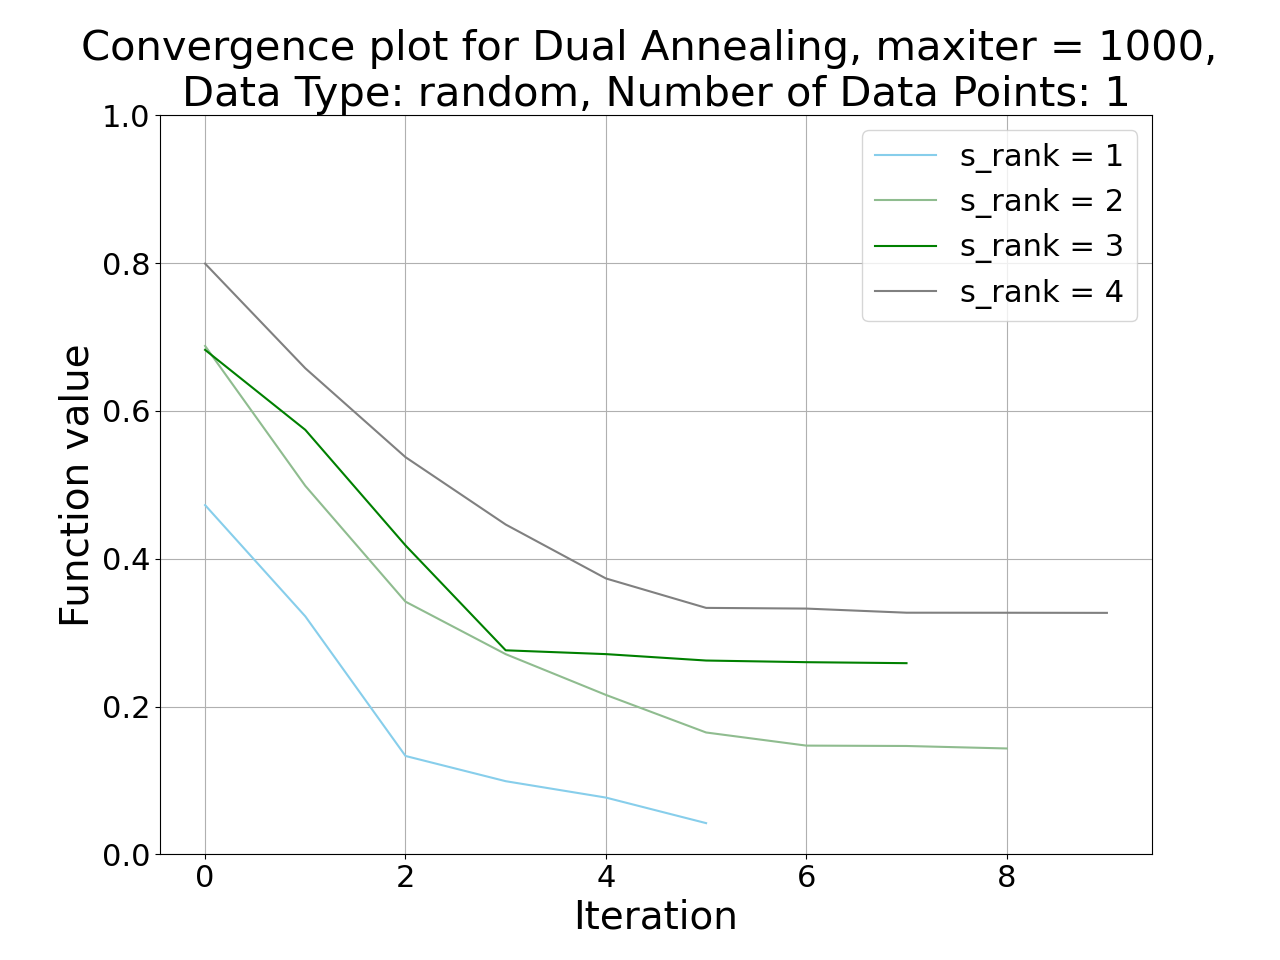 Convergence plot for Dual Annealing, maxiter = 1000,
Data Type: random, Number of Data Points: 1
1.0
0.8
0.6
0.4
0.2
0.0
Function value
s_rank = 1
s_rank = 2
s_rank = 3
s_rank = 4
0 2 4 6 8
Iteration